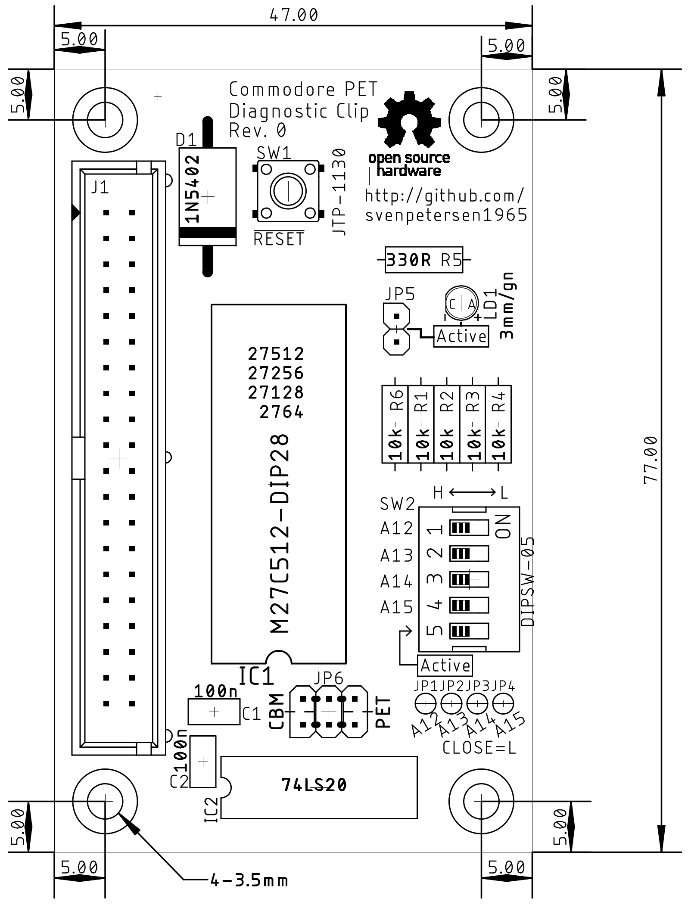 47.00
5.00
5.00
5.00
5.00
Commodore PET
Diagnostic Clip
Rev. 0
open source
hardware
http://github.com/
svenpetersen1965
D1
1N5402
SW1
JTP-1130
RESET
J1
330R R5
JP5
C A
- +
LD1
3mm/gn
Active
27512
27256
27128
2764
M27C512-DIP28
IC1
10k R6
10k R1
10k R2
10k R3
10k R4
77.00
H L
SW2
ON
A12 1
A13 2
A14 3
A15 4
5
DIPSW-05
Active
JP1 JP2 JP3 JP4
A12 A13 A14 A15
CLOSE=L
JP6
CBM
PET
100n
C1
100n
C2
74LS20
IC2
5.00
5.00
5.00
5.00
4-3.5mm